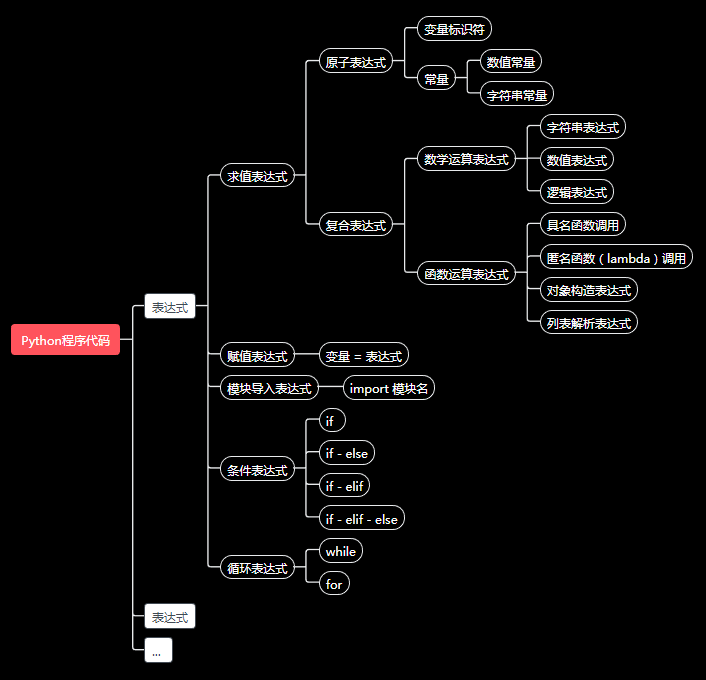 Python程序代码
表达式
求值表达式
原子表达式
变量标识符
常量
数值常量
字符串常量
复合表达式
数学运算表达式
字符串表达式
数值表达式
逻辑表达式
函数运算表达式
具名函数调用
匿名函数（lambda）调用
对象构造表达式
列表解析表达式
赋值表达式
变量 = 表达式
模块导入表达式
import 模块名
条件表达式
if
if - else
if - elif
if - elif - else
循环表达式
while
for
表达式
...